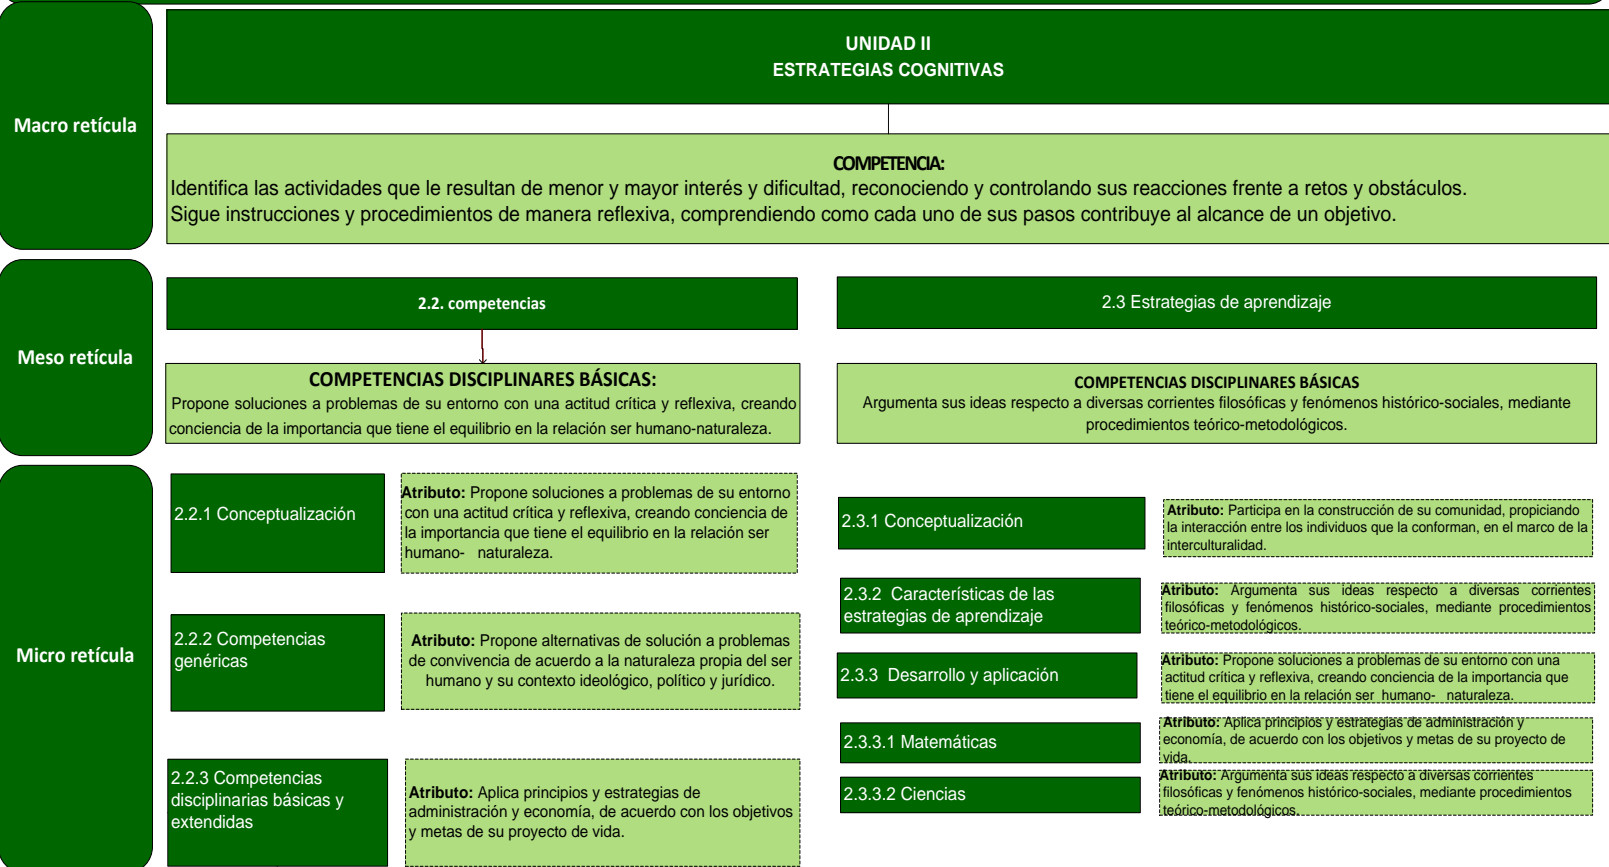 Macro retícula
UNIDAD II
ESTRATEGIAS COGNITIVAS
COMPETENCIA:
Identifica las actividades que le resultan de menor y mayor interés y dificultad, reconociendo y controlando sus reacciones frente a retos y obstáculos.
Sigue instrucciones y procedimientos de manera reflexiva, comprendiendo como cada uno de sus pasos contribuye al alcance de un objetivo.
Meso retícula
2.2. competencias
COMPETENCIAS DISCIPLINARES BÁSICAS:
Propone soluciones a problemas de su entorno con una actitud crítica y reflexiva, creando
conciencia de la importancia que tiene el equilibrio en la relación ser humano-naturaleza.
2.3 Estrategias de aprendizaje
COMPETENCIAS DISCIPLINARES BÁSICAS
Argumenta sus ideas respecto a diversas corrientes filosóficas y fenómenos histórico-sociales, mediante
procedimientos teórico-metodológicos.
Micro retícula
2.2.1 Conceptualización
Atributo: Propone soluciones a problemas de su entorno
con una actitud crítica y reflexiva, creando conciencia de
la importancia que tiene el equilibrio en la relación ser
humano- naturaleza.
2.2.2 Competencias
genéricas
Atributo: Propone alternativas de solución a problemas
de convivencia de acuerdo a la naturaleza propia del ser
humano y su contexto ideológico, político y jurídico.
2.2.3 Competencias
disciplinarias básicas y
extendidas
Atributo: Aplica principios y estrategias de
administración y economía, de acuerdo con los objetivos
y metas de su proyecto de vida.
2.3.1 Conceptualización
Atributo: Participa en la construcción de su comunidad, propiciando
la interacción entre los individuos que la conforman, en el marco de la
interculturalidad.
2.3.2 Características de las
estrategias de aprendizaje
Atributo: Argumenta sus ideas respecto a diversas corrientes
filosóficas y fenómenos histórico-sociales, mediante procedimientos
teórico-metodológicos.
2.3.3 Desarrollo y aplicación
Atributo: Propone soluciones a problemas de su entorno con una
actitud crítica y reflexiva, creando conciencia de la importancia que
tiene el equilibrio en la relación ser humano- naturaleza.
2.3.3.1 Matemáticas
Atributo: Aplica principios y estrategias de administración y
economía, de acuerdo con los objetivos y metas de su proyecto de
vida.
2.3.3.2 Ciencias
Atributo: Argumenta sus ideas respecto a diversas corrientes
filosóficas y fenómenos histórico-sociales, mediante procedimientos
teórico-metodológicos.